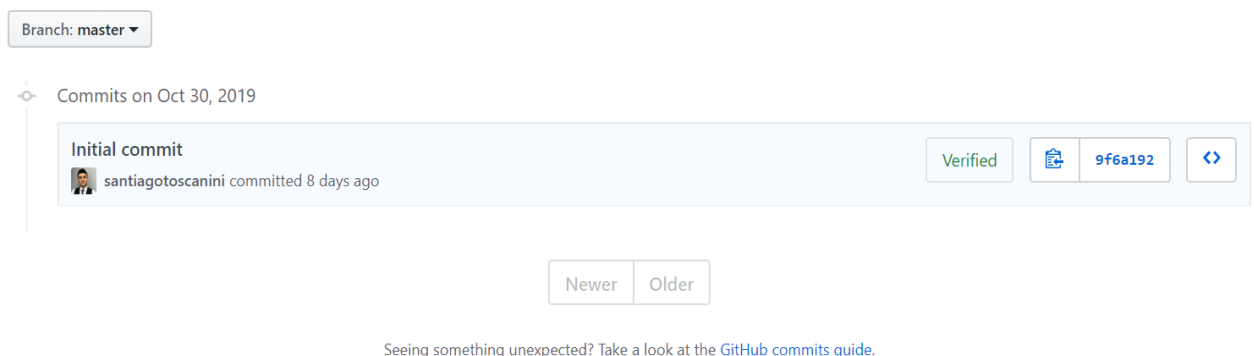 Branch: master
Commits on Oct 30, 2019
Initial commit
Verified
9f6a192
santiagotoscanini committed 8 days ago
Newer
Older
Seeing something unexpected? Take a look at the GitHub commits guide.